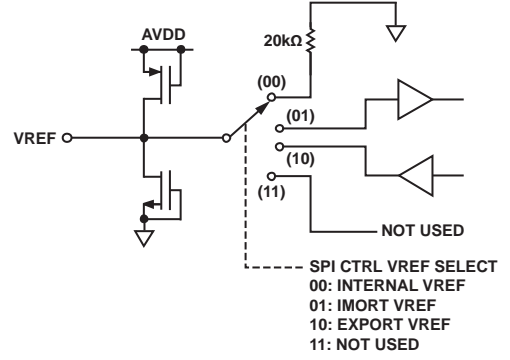 AVDD
20kΩ
(00)
(01)
VREF
(10)
(11)
NOT USED
SPI CTRL VREF SELECT
00: INTERNAL VREF
01: IMORT VREF
10: EXPORT VREF
11: NOT USED